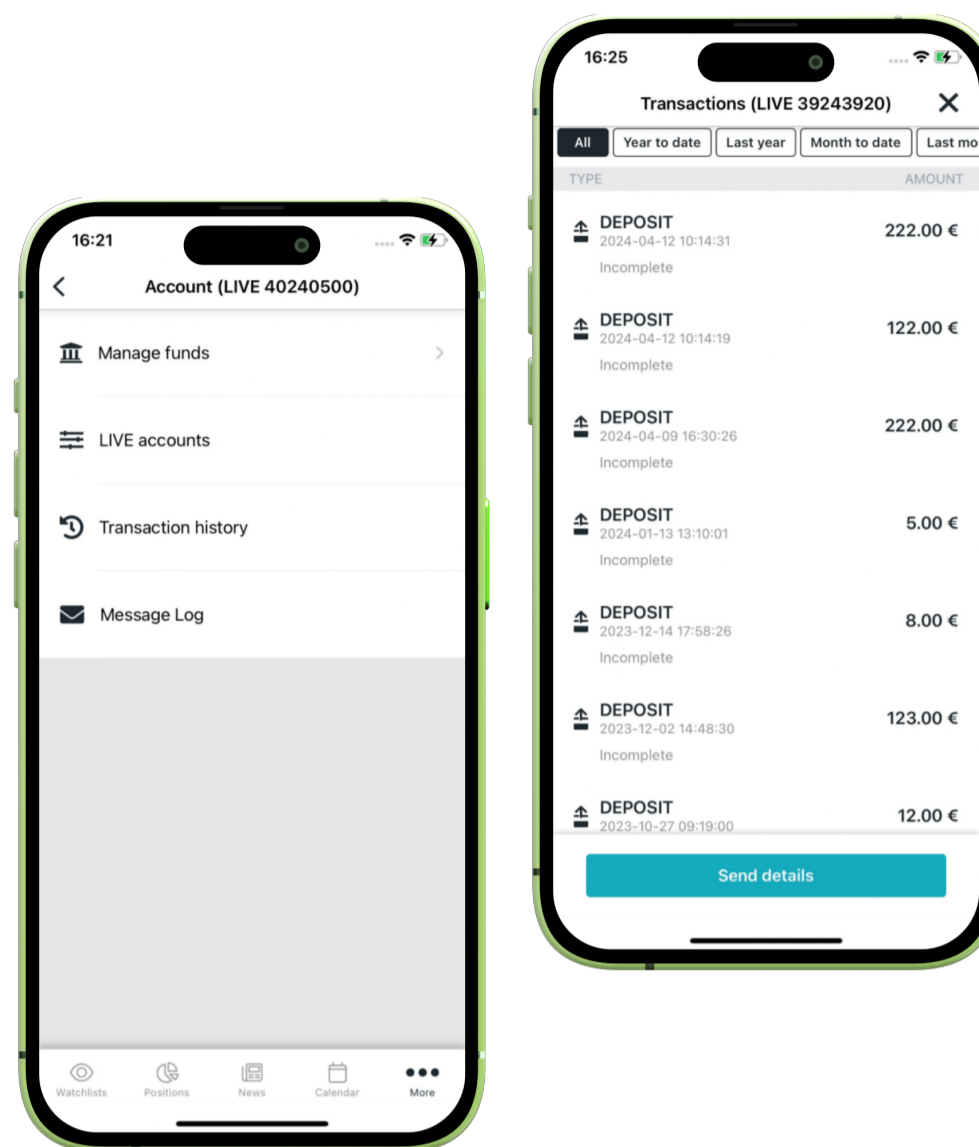 16:21
Account (LIVE 40240500)
Manage funds
LIVE accounts
Transaction history
Message Log
Watchlists
Positions
News
Calendar
More
16:25
Transactions (LIVE 39243920)
All
Year to date
Last year
Month to date
Last mo
TYPE
AMOUNT
DEPOSIT
222.00 €
2024-04-12 10:14:31
Incomplete
DEPOSIT
122.00 €
2024-04-12 10:14:19
Incomplete
DEPOSIT
222.00 €
2024-04-09 16:30:26
Incomplete
DEPOSIT
5.00 €
2024-01-13 13:10:01
Incomplete
DEPOSIT
8.00 €
2023-12-14 17:58:26
Incomplete
DEPOSIT
123.00 €
2023-12-02 14:48:30
Incomplete
DEPOSIT
12.00 €
2023-10-27 09:19:00
Send details